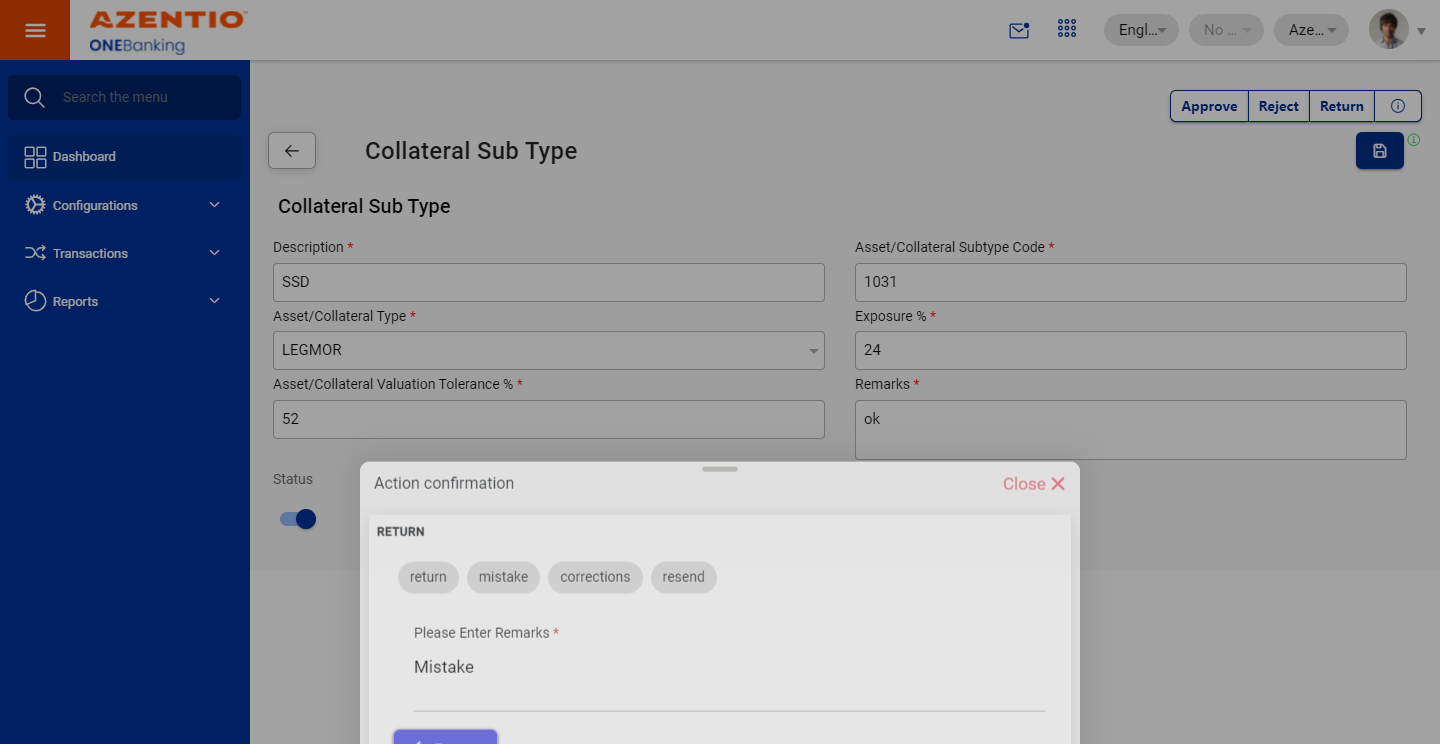 AZENTIO
ONEBanking
Engl...
No ...
Aze...
Search the menu
Dashboard
Configurations
Transactions
Reports
Approve Reject Return
Collateral Sub Type
Collateral Sub Type
Description * Asset/Collateral Subtype Code *
SSD 1031
Asset/Collateral Type * Exposure % *
LEGMOR 24
Asset/Collateral Valuation Tolerance % * Remarks *
52 ok
Status
Action confirmation Close
RETURN
return mistake corrections resend
Please Enter Remarks *
Mistake